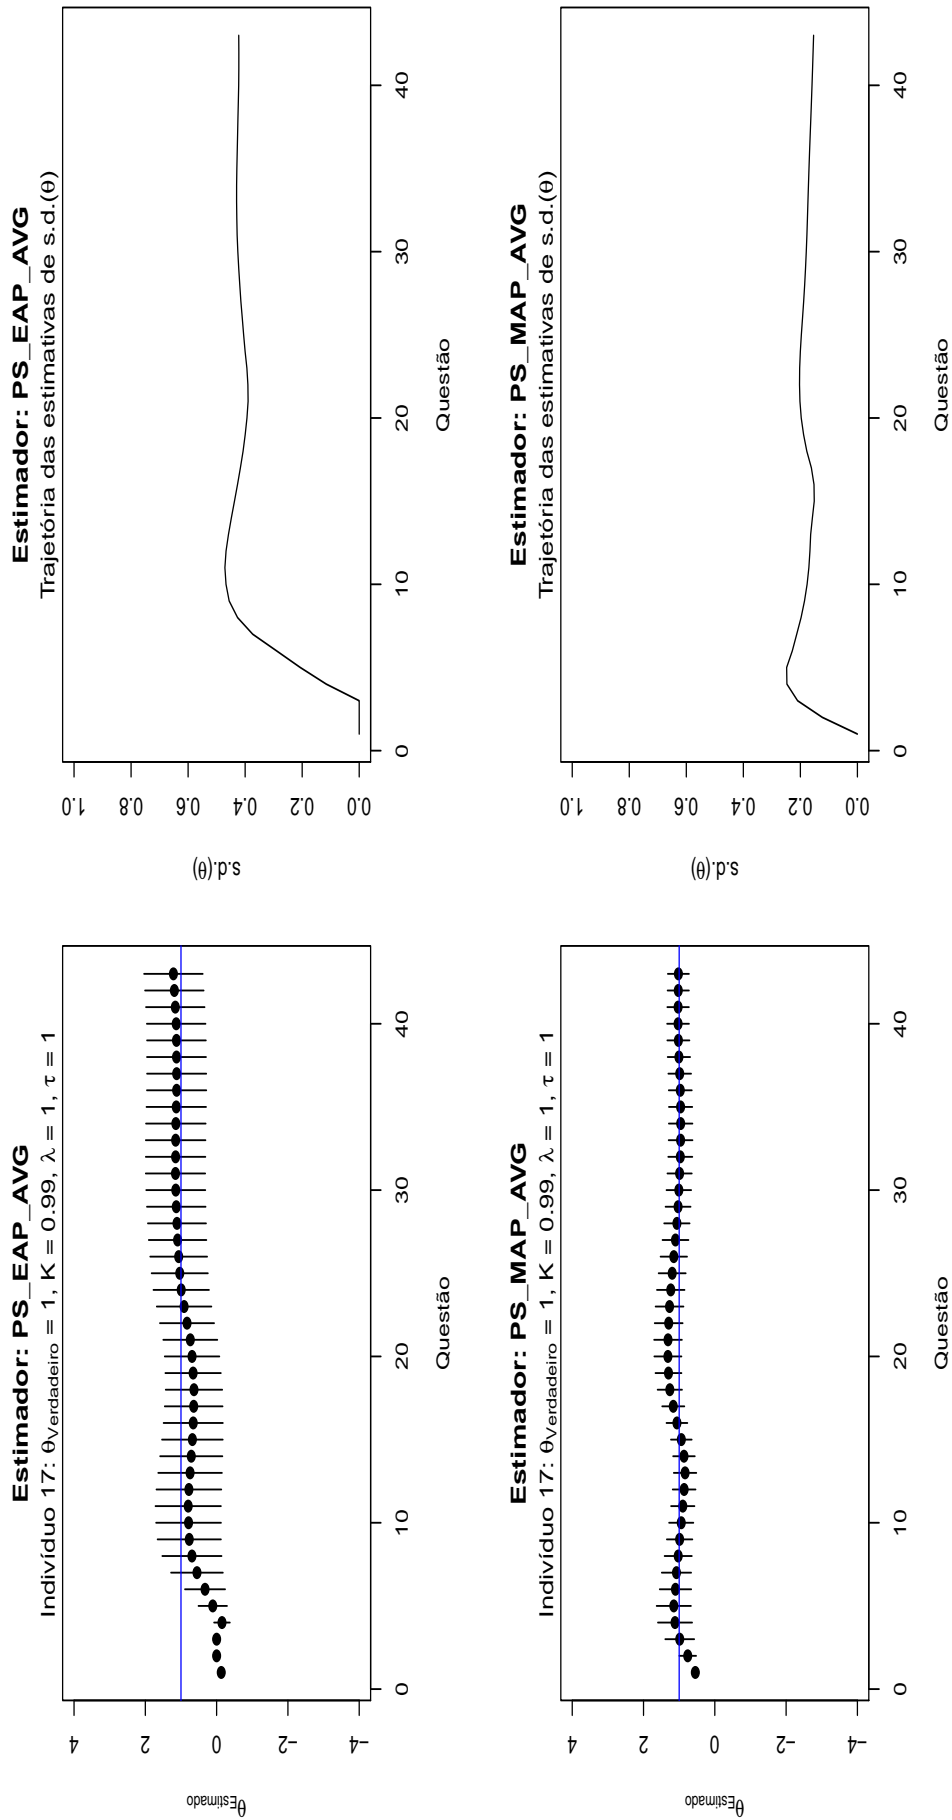 Estimador: PS_EAP_AVG
Indivíduo 17: θVerdadeiro = 1, K = 0.99, λ = 1, τ = 1
θEstimado
4
2
0
−2
−4
0
10
20
30
40
Questão
Estimador: PS_EAP_AVG
Trajetória das estimativas de s.d.(θ)
s.d.(θ)
1.0
0.8
0.6
0.4
0.2
0.0
0
10
20
30
40
Questão
Estimador: PS_MAP_AVG
Indivíduo 17: θVerdadeiro = 1, K = 0.99, λ = 1, τ = 1
θEstimado
4
2
0
−2
−4
0
10
20
30
40
Questão
Estimador: PS_MAP_AVG
Trajetória das estimativas de s.d.(θ)
s.d.(θ)
1.0
0.8
0.6
0.4
0.2
0.0
0
10
20
30
40
Questão